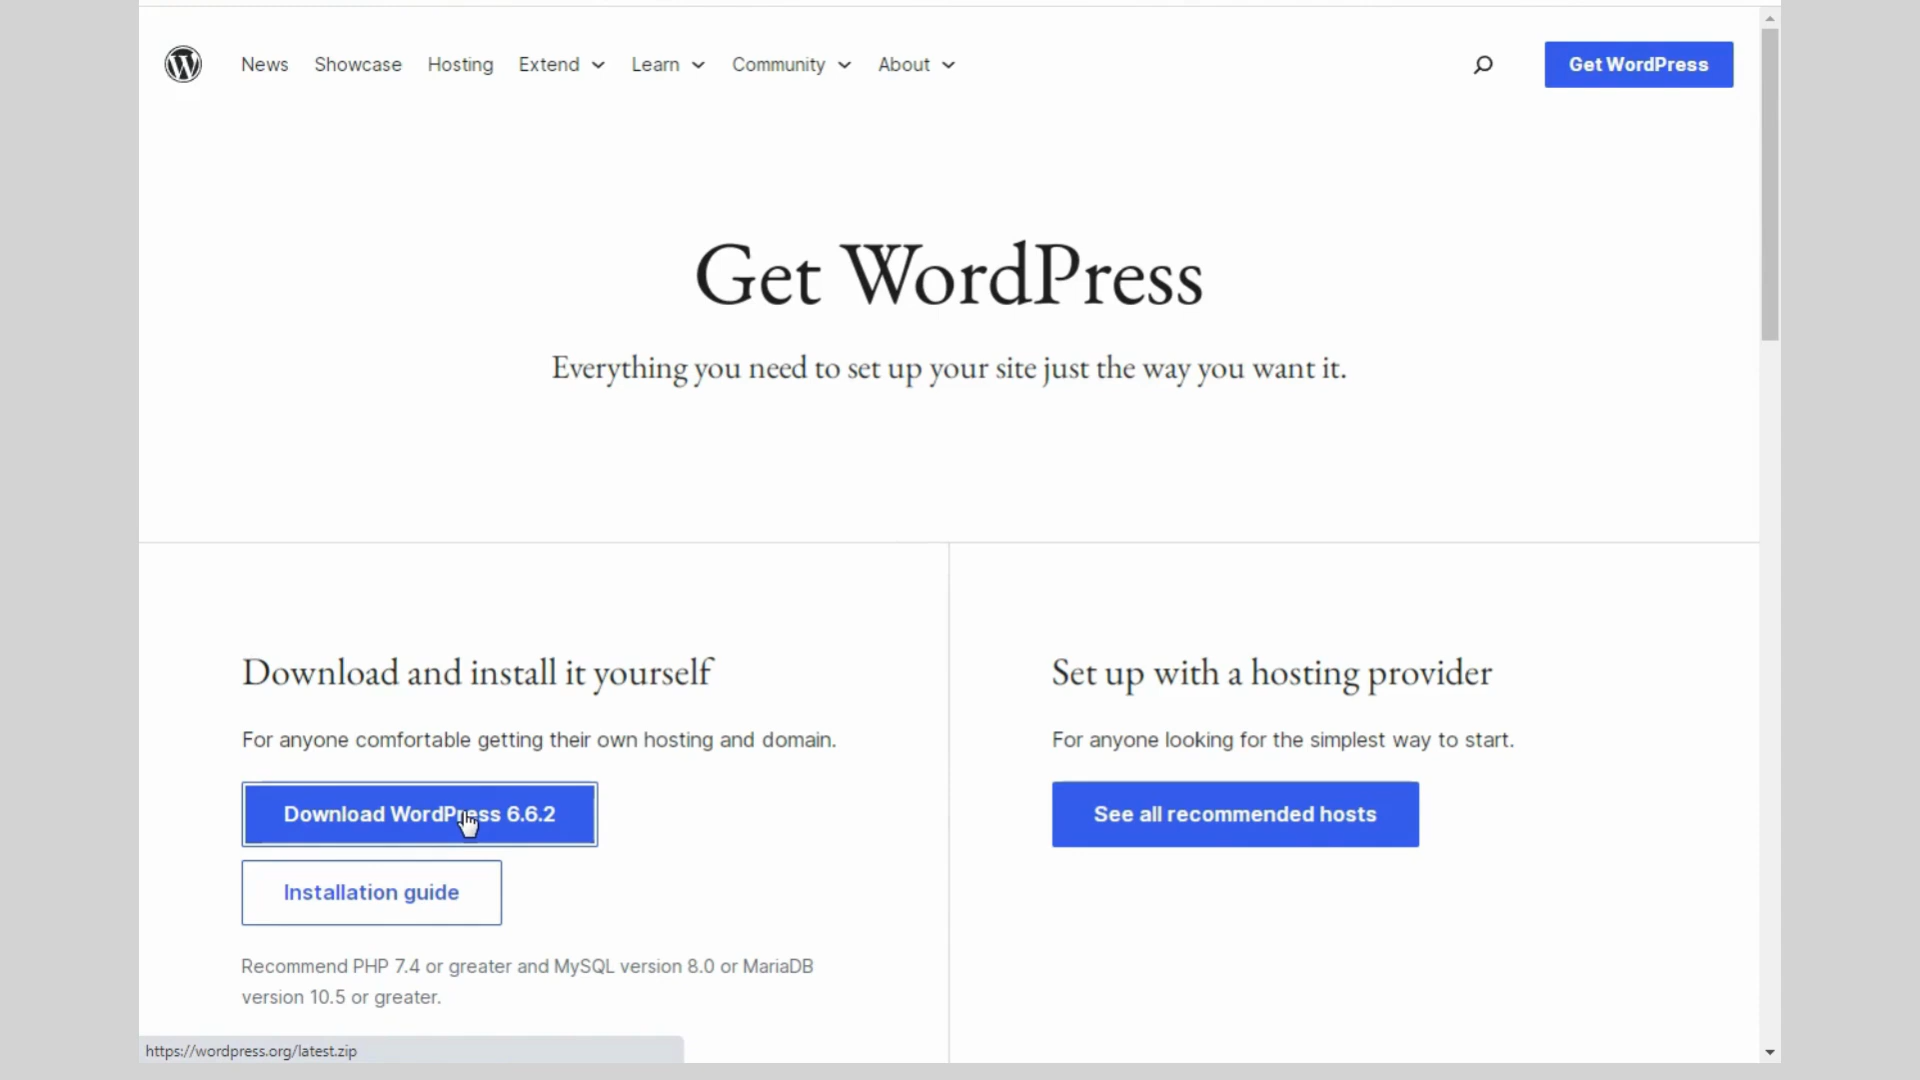 News Showcase Hosting Extend Learn Community About Get WordPress
Get WordPress
Everything you need to set up your site just the way you want it.
Download and install it yourself
For anyone comfortable getting their own hosting and domain.
Download WordPress 6.6.2
Installation guide
Recommend PHP 7.4 or greater and MySQL version 8.0 or MariaDB
version 10.5 or greater.
Set up with a hosting provider
For anyone looking for the simplest way to start.
See all recommended hosts
https://wordpress.org/latest.zip